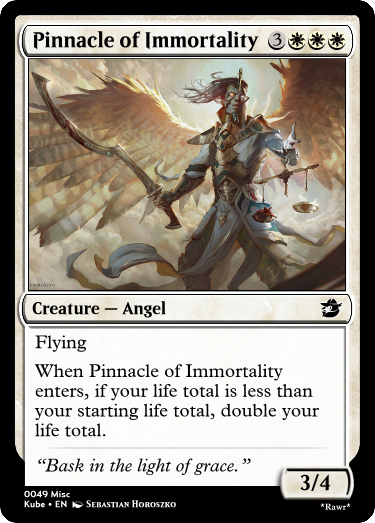 Pinnacle of Immortality 3
Creature — Angel
Flying
When Pinnacle of Immortality
enters, if your life total is less than
your starting life total, double your
life total.
“Bask in the light of grace.”
3/4
0049 Misc
Kube • EN Sebastian Horoszko
*Rawr*